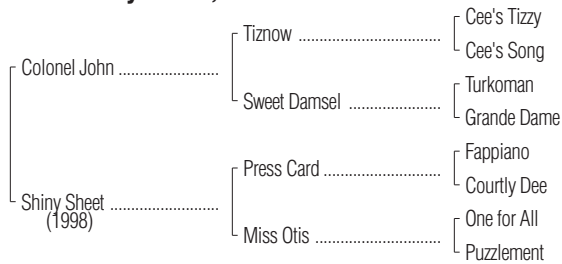 Cee's Tizzy
Tiznow ..............................
Cee's Song
Colonel John .....................
Turkoman
Sweet Damsel ...................
Grande Dame
Fappiano
Press Card ........................
Courtly Dee
Shiny Sheet .......................
(1998)
One for All
Miss Otis ..........................
Puzzlement